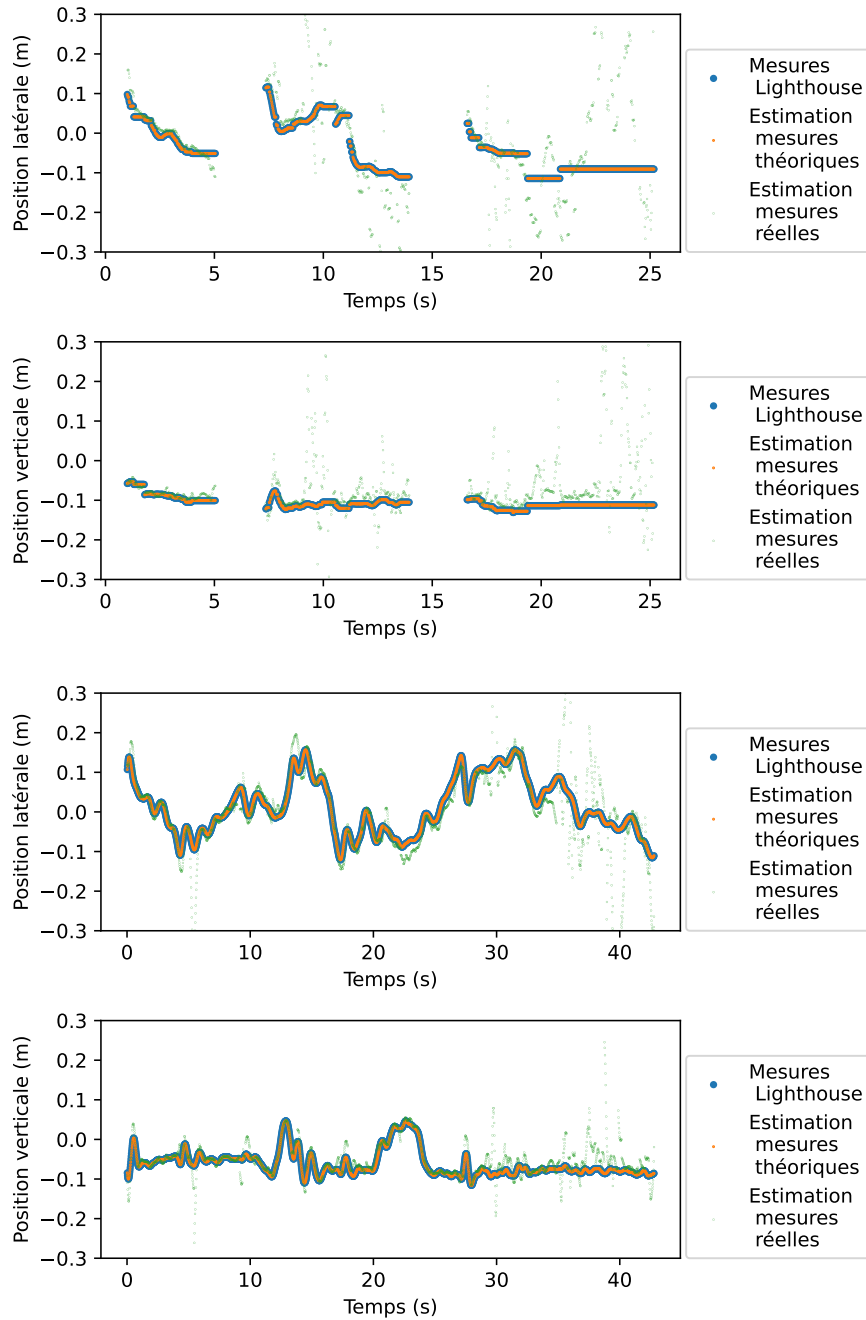 0.3
0.2
0.1
0.0
−0.1
−0.2
−0.3
Position latérale (m)
0
5
10
15
20
25
Temps (s)
Mesures
Lighthouse
Estimation
mesures
théoriques
Estimation
mesures
réelles
0.3
0.2
0.1
0.0
−0.1
−0.2
−0.3
Position verticale (m)
0
5
10
15
20
25
Temps (s)
Mesures
Lighthouse
Estimation
mesures
théoriques
Estimation
mesures
réelles
0.3
0.2
0.1
0.0
−0.1
−0.2
−0.3
Position latérale (m)
0
10
20
30
40
Temps (s)
Mesures
Lighthouse
Estimation
mesures
théoriques
Estimation
mesures
réelles
0.3
0.2
0.1
0.0
−0.1
−0.2
−0.3
Position verticale (m)
0
10
20
30
40
Temps (s)
Mesures
Lighthouse
Estimation
mesures
théoriques
Estimation
mesures
réelles